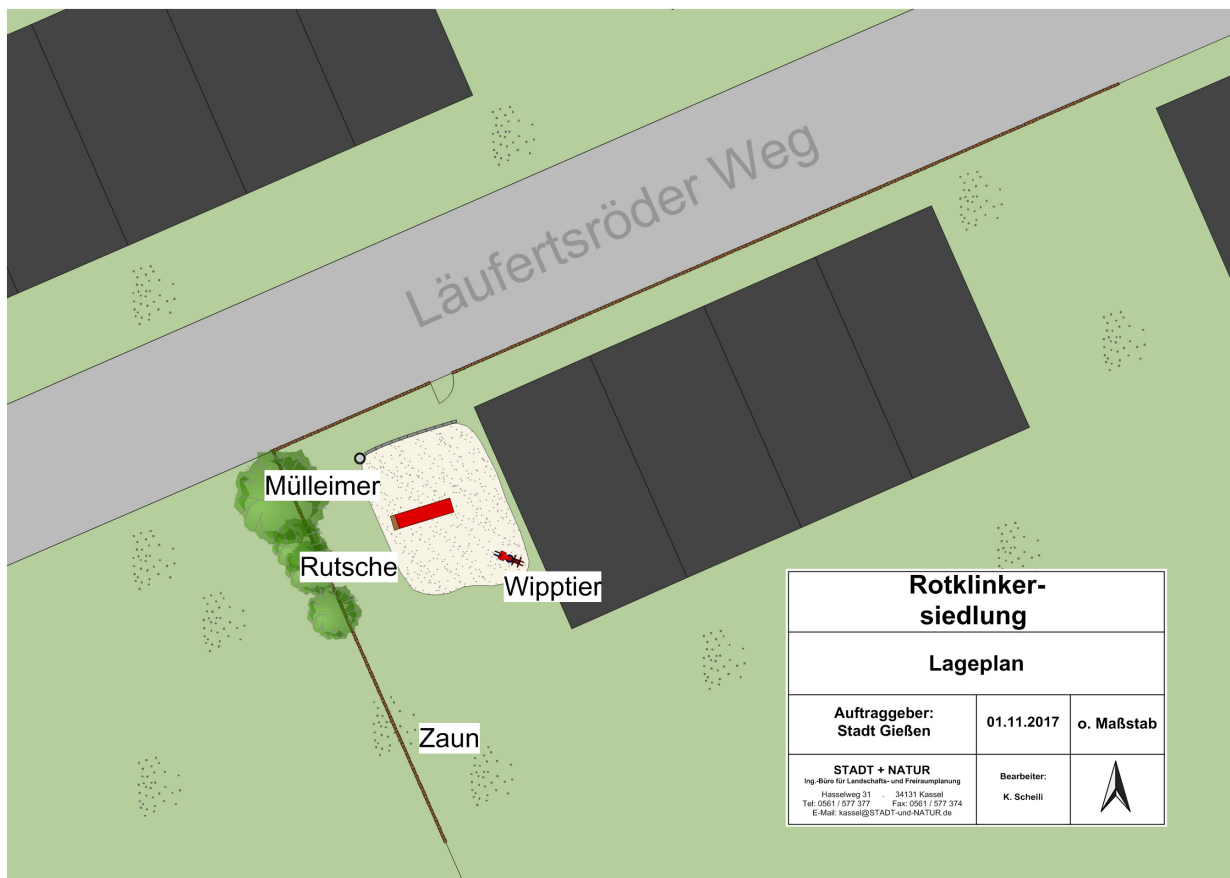 Läufertsröder Weg
Mülleimer
Rutsche
Wipptier
Zaun
Rotklinker-
siedlung
Lageplan
Auftraggeber:
Stadt Gießen
01.11.2017
o. Maßstab
STADT + NATUR
Ing.-Büro für Landschafts- und Freiraumplanung
Hasselweg 31 . 34131 Kassel
Tel: 0561 / 577 377 Fax: 0561 / 577 374
E-Mail: kassel@STADT-und-NATUR.de
Bearbeiter:
K. Scheili